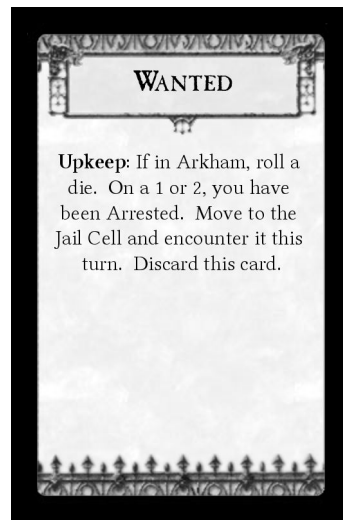 WANTED
Upkeep: If in Arkham, roll a
die. On a 1 or 2, you have
been Arrested. Move to the
Jail Cell and encounter it this
turn. Discard this card.